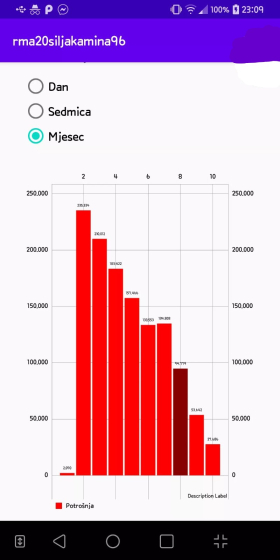 100% 23:09
rma20siljakamina96
Dan
Sedmica
Mjesec
2 4 6 8 10
250,000 250,000
200,000 200,000
150,000 150,000
100,000 100,000
50,000 50,000
0 0
Description Label
Potrošnja